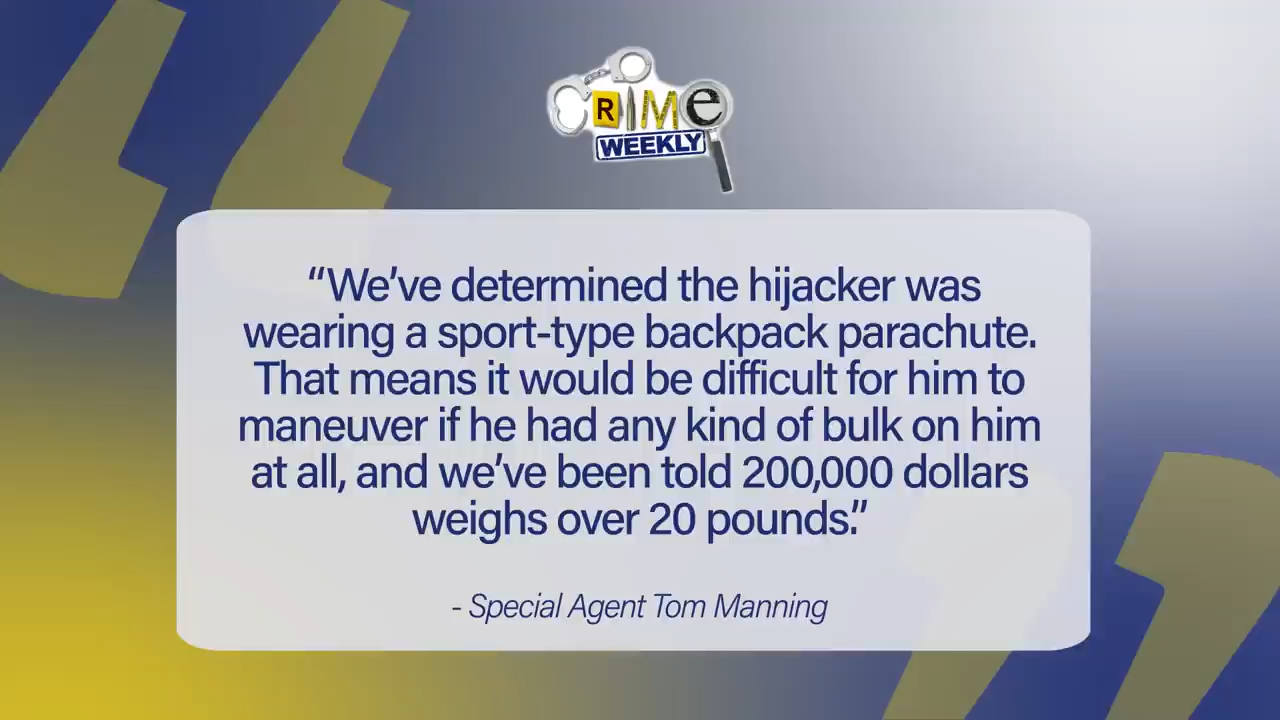 CRIME
WEEKLY
“We’ve determined the hijacker was
wearing a sport-type backpack parachute.
That means it would be difficult for him to
maneuver if he had any kind of bulk on him
at all, and we’ve been told 200,000 dollars
weighs over 20 pounds.”
- Special Agent Tom Manning